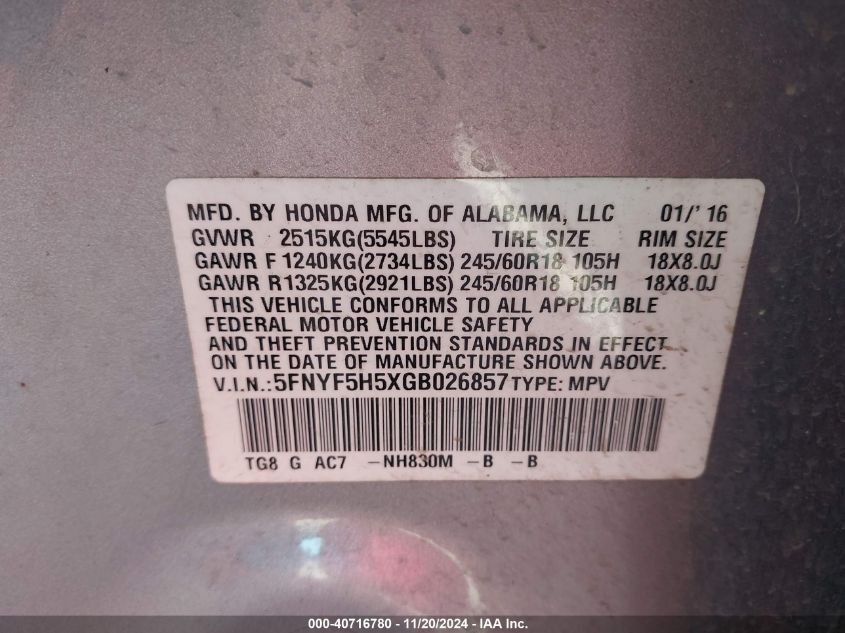 MFD. BY HONDA MFG. OF ALABAMA, LLC 01/'16
GVWR 2515KG(5545LBS) TIRE SIZE RIM SIZE
GAWR F 1240KG(2734LBS) 245/60R18 105H 18X8.0J
GAWR R 1325KG(2921LBS) 245/60R18 105H 18X8.0J
THIS VEHICLE CONFORMS TO ALL APPLICABLE
FEDERAL MOTOR VEHICLE SAFETY
AND THEFT PREVENTION STANDARDS IN EFFECT
ON THE DATE OF MANUFACTURE SHOWN ABOVE.
V.I.N.:5FNYF5H5XGB026857 TYPE: MPV
TG8 G AC7 -NH830M -B -B
000-40716780 - 11/20/2024 - IAA Inc.